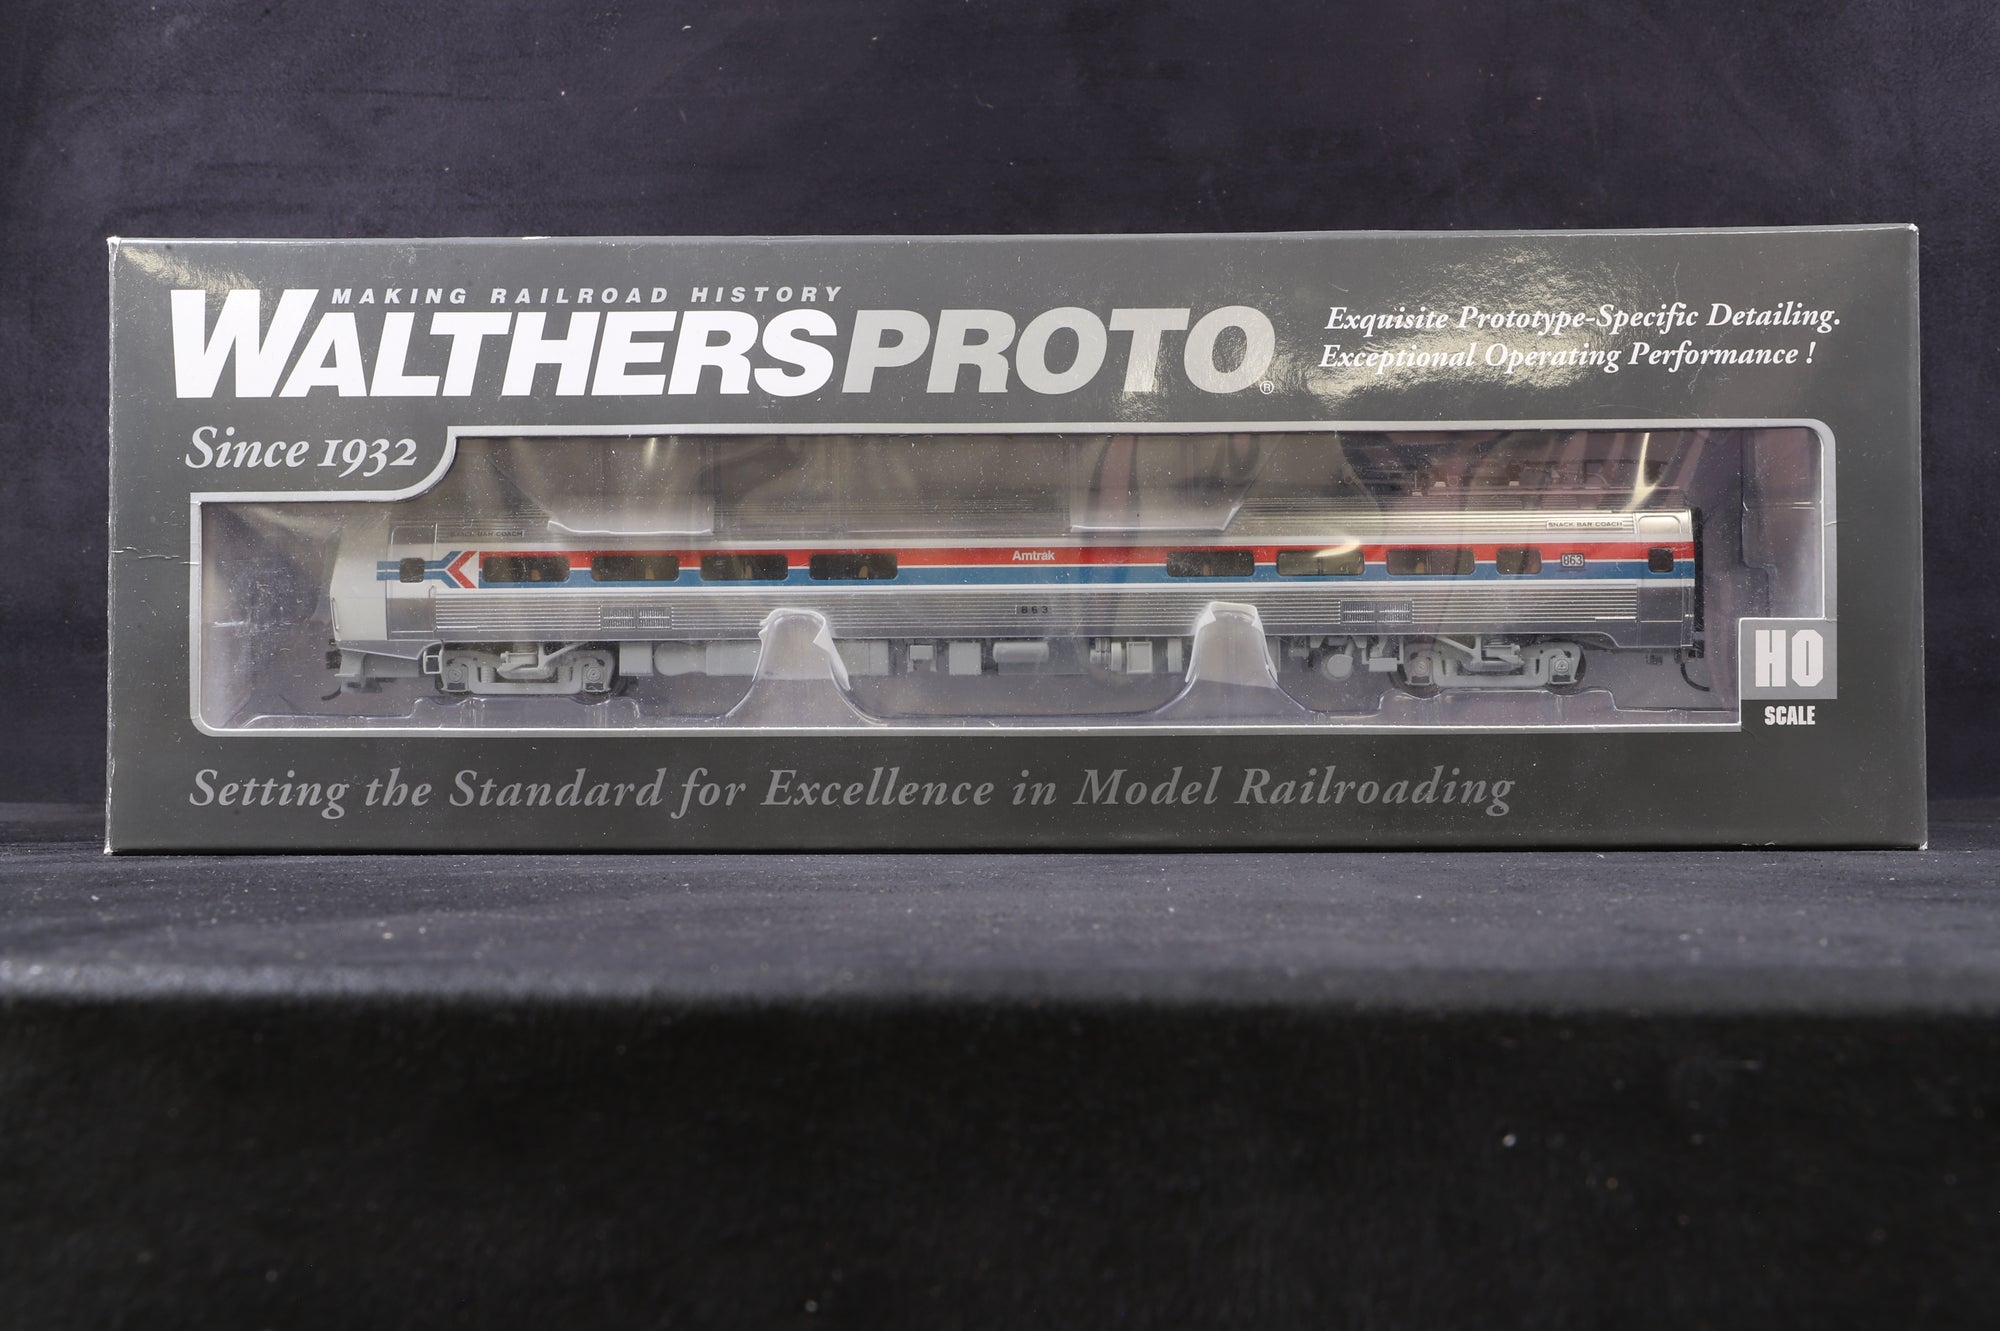 MAKING RAILROAD HISTORY
WALTHERSPROTO®
Exquisite Prototype-Specific Detailing.
Exceptional Operating Performance !
Since 1932
SNACK BAR COACH
SNACK BAR COACH
Amtrak
863
863
HO
SCALE
Setting the Standard for Excellence in Model Railroading